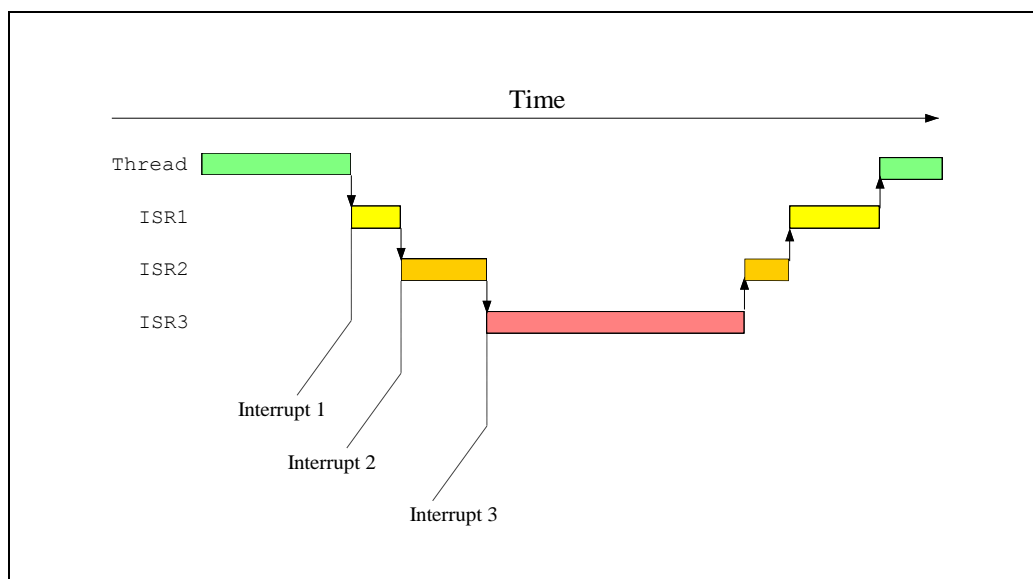 Time
Thread
ISR1
ISR2
ISR3
Interrupt 1
Interrupt 2
Interrupt 3